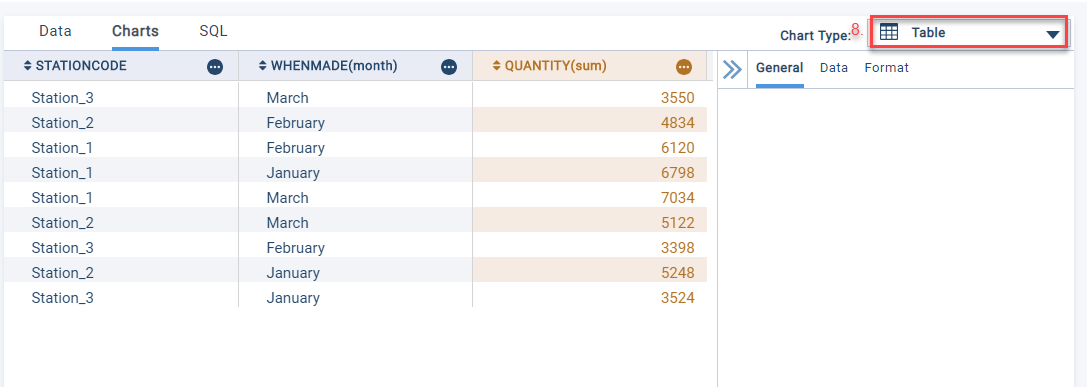 Data Charts SQL Chart Type: 8. Table
STATIONCODE WHENMADE(month) QUANTITY(sum) General Data Format
Station_3 March 3550
Station_2 February 4834
Station_1 February 6120
Station_1 January 6798
Station_1 March 7034
Station_2 March 5122
Station_3 February 3398
Station_2 January 5248
Station_3 January 3524